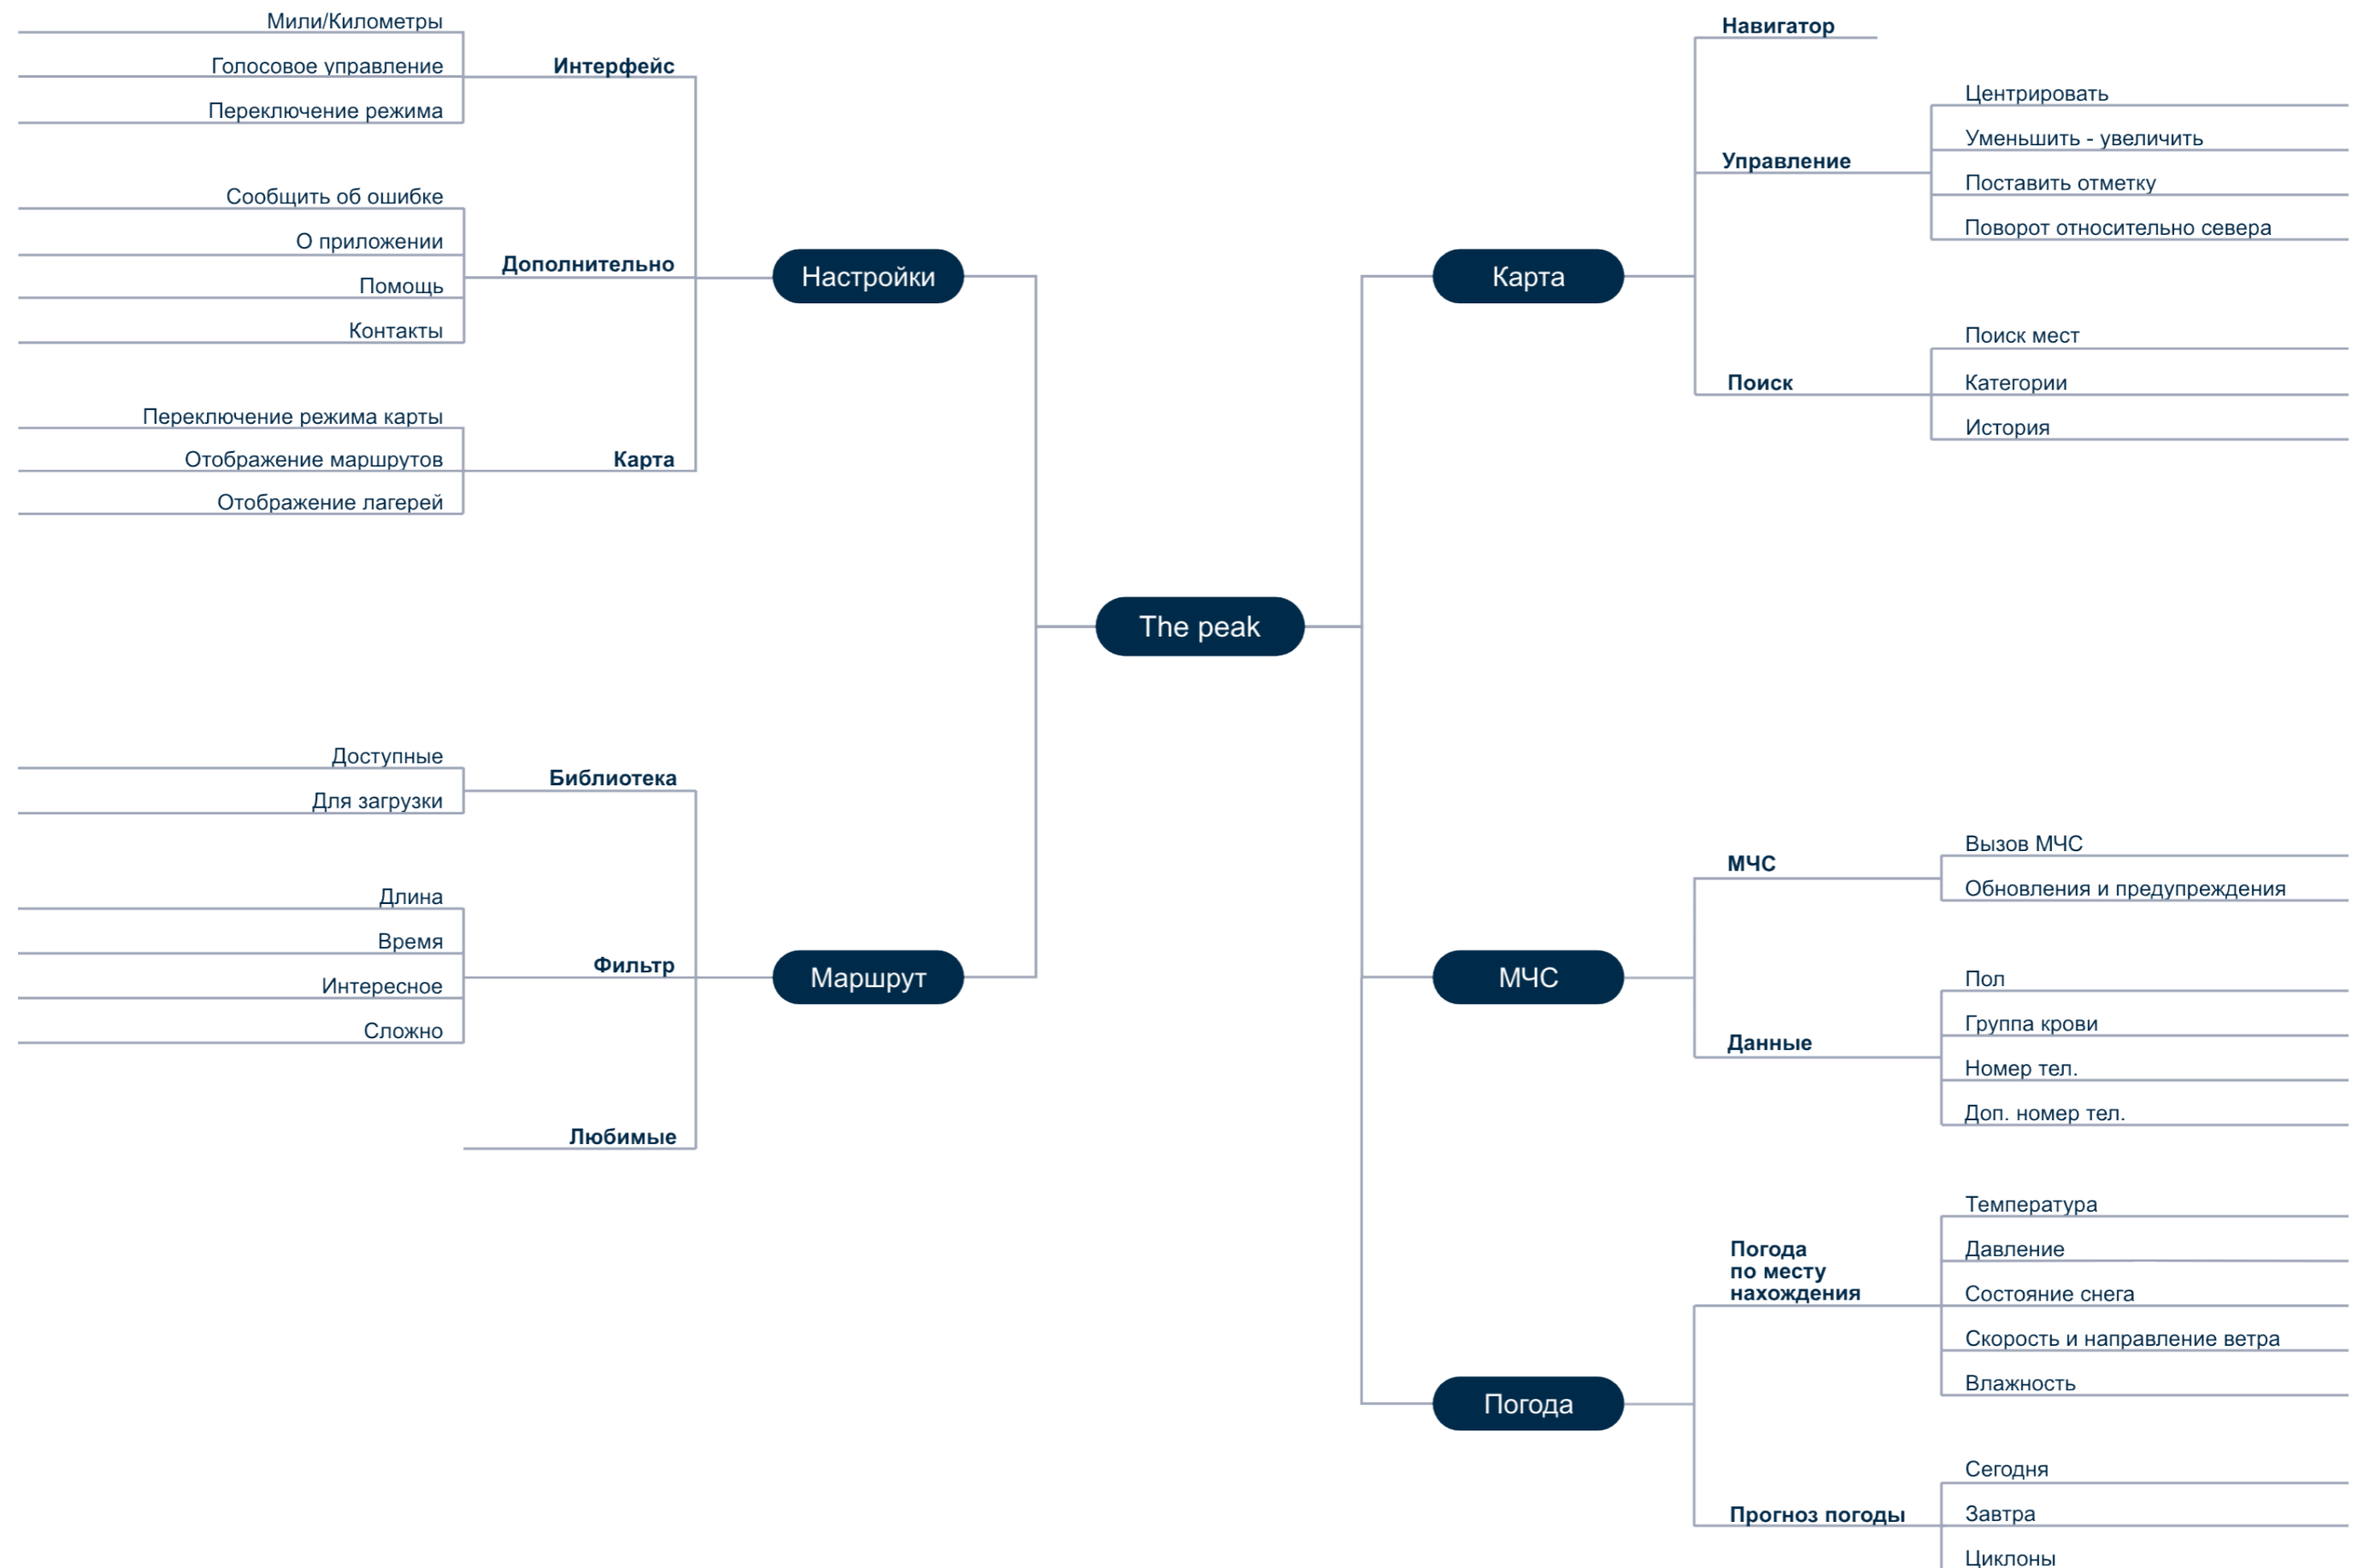 Мили/Километры
Голосовое управление
Переключение режима
Интерфейс
Сообщить об ошибке
О приложении
Помощь
Контакты
Дополнительно
Переключение режима карты
Отображение маршрутов
Отображение лагерей
Карта
Настройки
Доступные
Для загрузки
Библиотека
Длина
Время
Интересное
Сложно
Фильтр
Любимые
Маршрут
The peak
Карта
Навигатор
Управление
Центрировать
Уменьшить - увеличить
Поставить отметку
Поворот относительно севера
Поиск
Поиск мест
Категории
История
МЧС
МЧС
Вызов МЧС
Обновления и предупреждения
Данные
Пол
Группа крови
Номер тел.
Доп. номер тел.
Погода
Погода
по месту
нахождения
Температура
Давление
Состояние снега
Скорость и направление ветра
Влажность
Прогноз погоды
Сегодня
Завтра
Циклоны